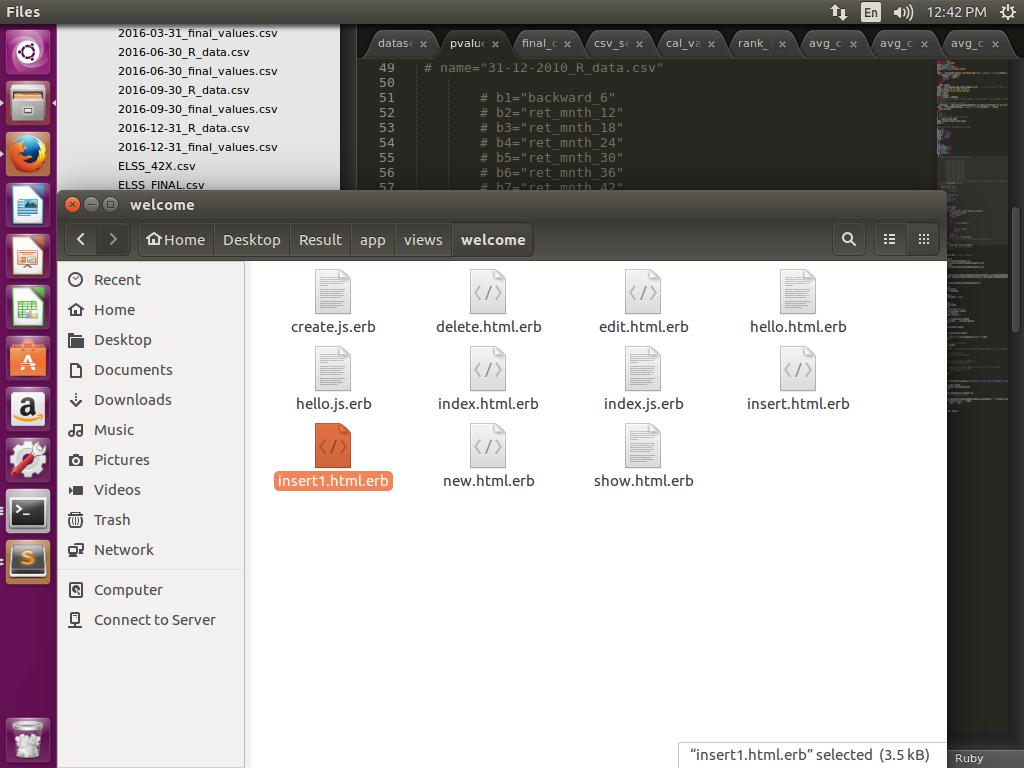 Files
En
12:42 PM
2016-03-31_final_values.csv
2016-06-30_R_data.csv
2016-06-30_final_values.csv
2016-09-30_R_data.csv
2016-09-30_final_values.csv
2016-12-31_R_data.csv
2016-12-31_final_values.csv
ELSS_42X.csv
ELSS_FINAL.csv
datase
pvalue
final_c
csv_se
cal_va
rank_
avg_c
avg_c
avg_c
49 # name="31-12-2010_R_data.csv"
50
51 # b1="backward_6"
52 # b2="ret_mnth_12"
53 # b3="ret_mnth_18"
54 # b4="ret_mnth_24"
55 # b5="ret_mnth_30"
56 # b6="ret_mnth_36"
57 # b7="ret_mnth_42"
welcome
Home
Desktop
Result
app
views
welcome
Recent
Home
Desktop
Documents
Downloads
Music
Pictures
Videos
Trash
Network
Computer
Connect to Server
create.js.erb
delete.html.erb
edit.html.erb
hello.html.erb
hello.js.erb
index.html.erb
index.js.erb
insert.html.erb
insert1.html.erb
new.html.erb
show.html.erb
“insert1.html.erb” selected (3.5 kB)
Ruby